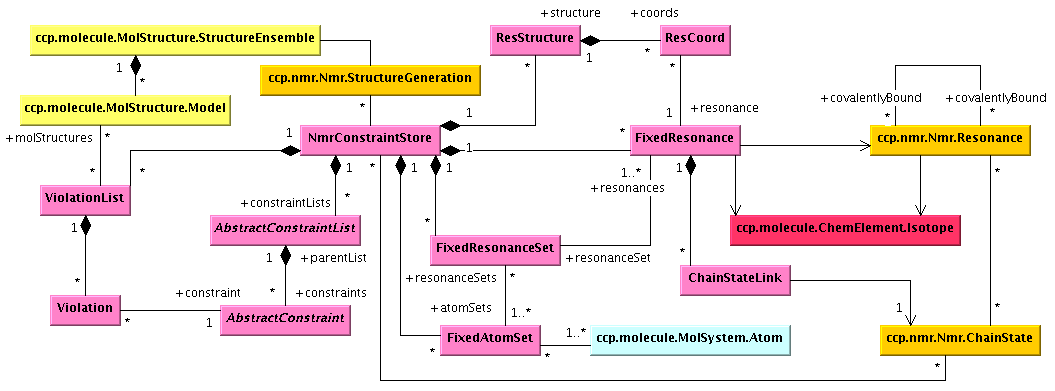 +structure
+coords
ccp.molecule.MolStructure.StructureEnsemble
ResStructure
ResCoord
1
*
1
*
*
*
*
ccp.nmr.Nmr.StructureGeneration
ccp.molecule.MolStructure.Model
+covalentlyBound
+covalentlyBound
*
1
+resonance
*
*
+molStructures
*
1
NmrConstraintStore
1
1
*
FixedResonance
ccp.nmr.Nmr.Resonance
*
1
1
1
1..*
1
*
*
+resonances
ViolationList
+constraintLists
*
1
AbstractConstraintList
*
ccp.molecule.ChemElement.Isotope
FixedResonanceSet
1
+parentList
+resonanceSet
*
ChainStateLink
*
+resonanceSets
*
*
+constraint
*
+constraints
+atomSets
1..*
1
*
Violation
*
1
AbstractConstraint
FixedAtomSet
1..*
ccp.molecule.MolSystem.Atom
ccp.nmr.Nmr.ChainState
*
*
*